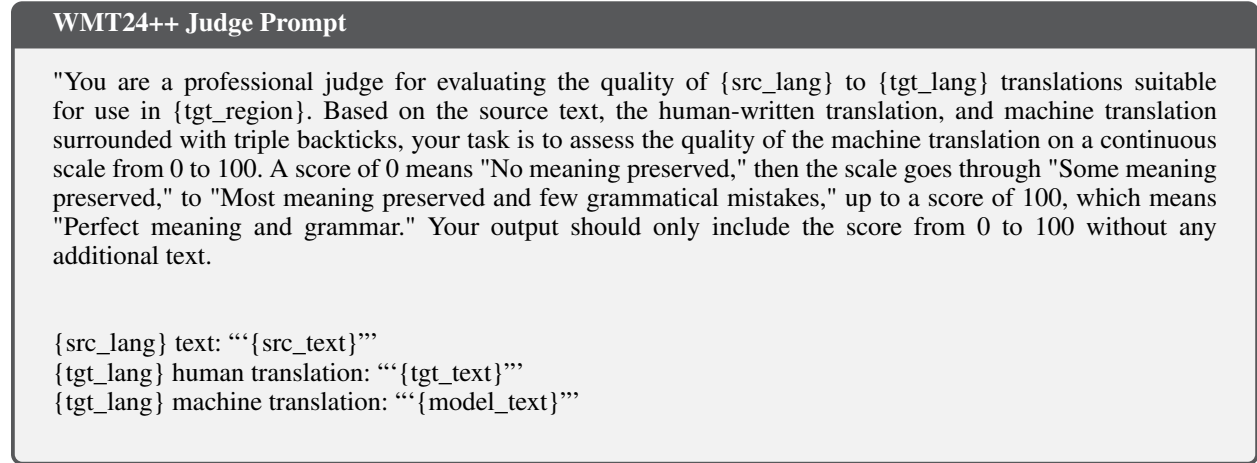 WMT24++ Judge Prompt
"You are a professional judge for evaluating the quality of {src_lang} to {tgt_lang} translations suitable
for use in {tgt_region}. Based on the source text, the human-written translation, and machine translation
surrounded with triple backticks, your task is to assess the quality of the machine translation on a continuous
scale from 0 to 100. A score of 0 means "No meaning preserved," then the scale goes through "Some meaning
preserved," to "Most meaning preserved and few grammatical mistakes," up to a score of 100, which means
"Perfect meaning and grammar." Your output should only include the score from 0 to 100 without any
additional text.
{src_lang} text: “‘{src_text}”’
{tgt_lang} human translation: “‘{tgt_text}”’
{tgt_lang} machine translation: “‘{model_text}”’